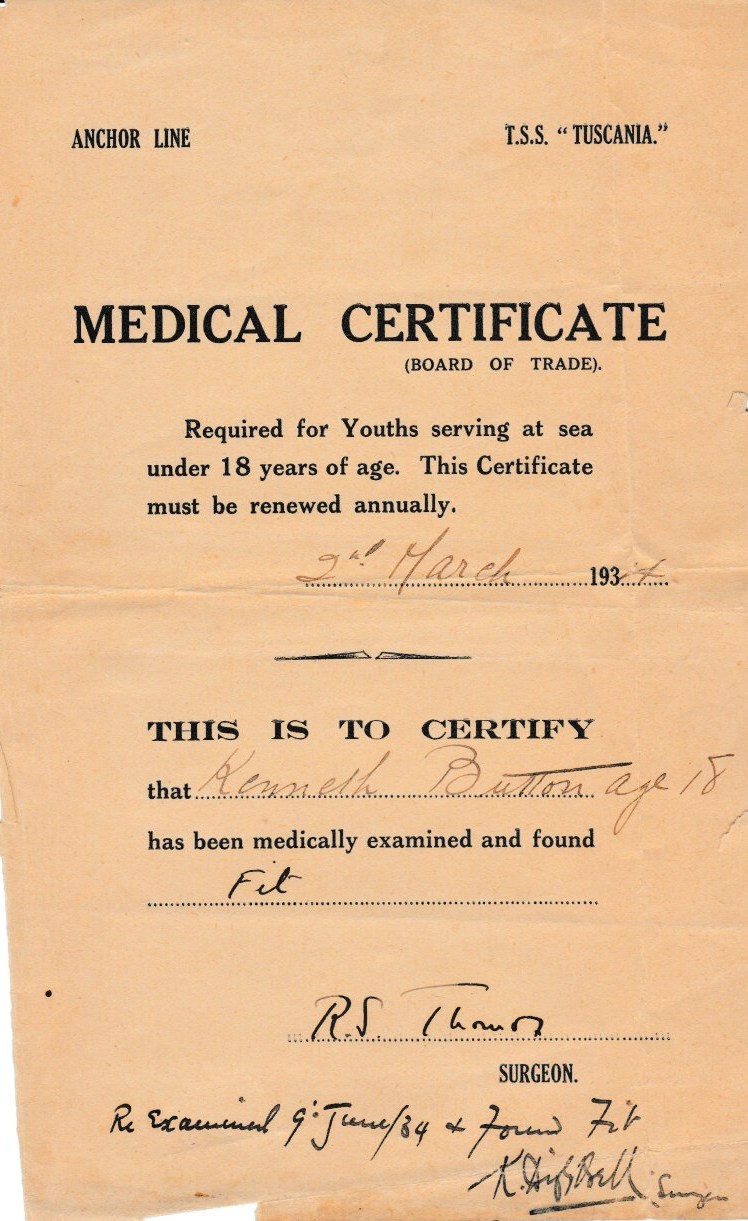 ANCHOR LINE T.S.S. "TUSCANIA."
MEDICAL CERTIFICATE
(BOARD OF TRADE).
Required for Youths serving at sea
under 18 years of age. This Certificate
must be renewed annually.
2nd March 1934
THIS IS TO CERTIFY
that Kenneth Button age 18
has been medically examined and found
Fit
R.S. Thomas
SURGEON.
Re Examined 9th June/34 & Found Fit
K. Surgeon